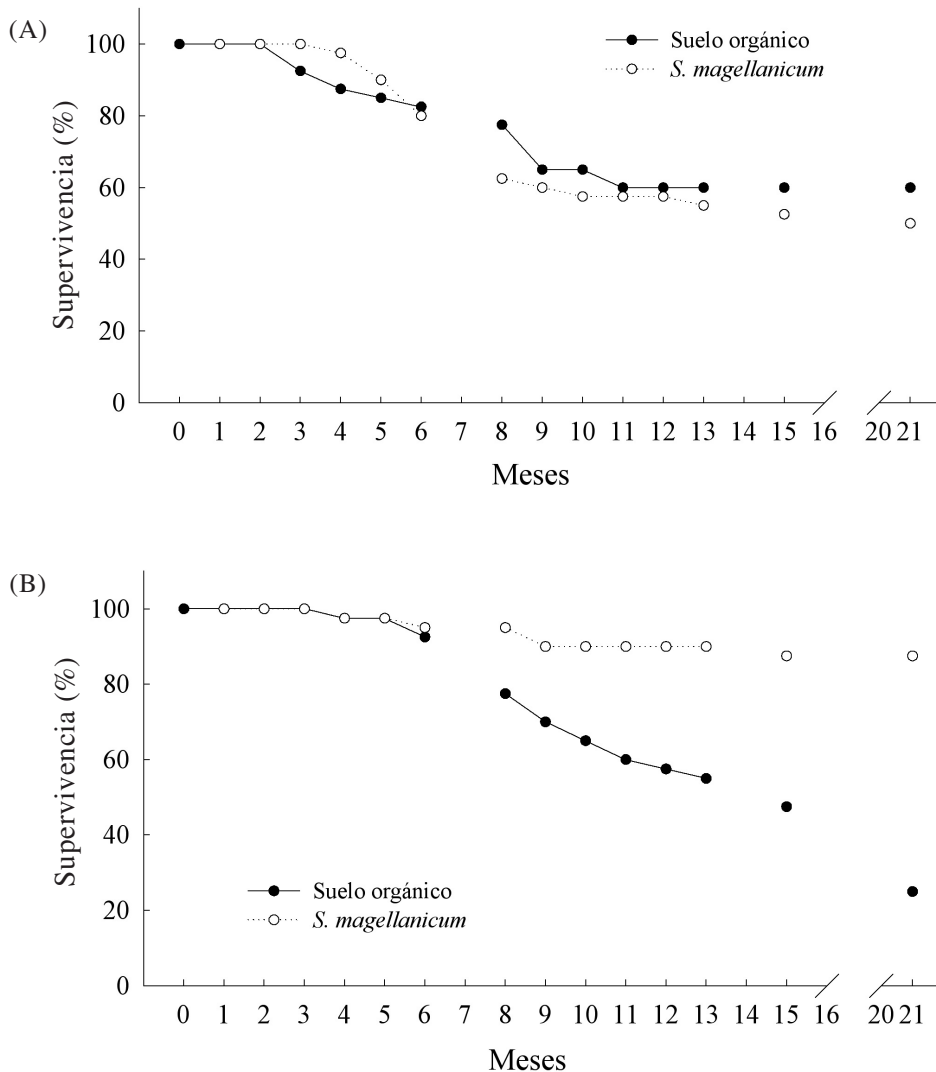 (A)
Suelo orgánico
S. magellanicum
Supervivencia (%)
100
80
60
40
20
0
0 1 2 3 4 5 6 7 8 9 10 11 12 13 14 15 16 20 21
Meses
(B)
Supervivencia (%)
100
80
60
40
20
0
Suelo orgánico
S. magellanicum
0 1 2 3 4 5 6 7 8 9 10 11 12 13 14 15 16 20 21
Meses